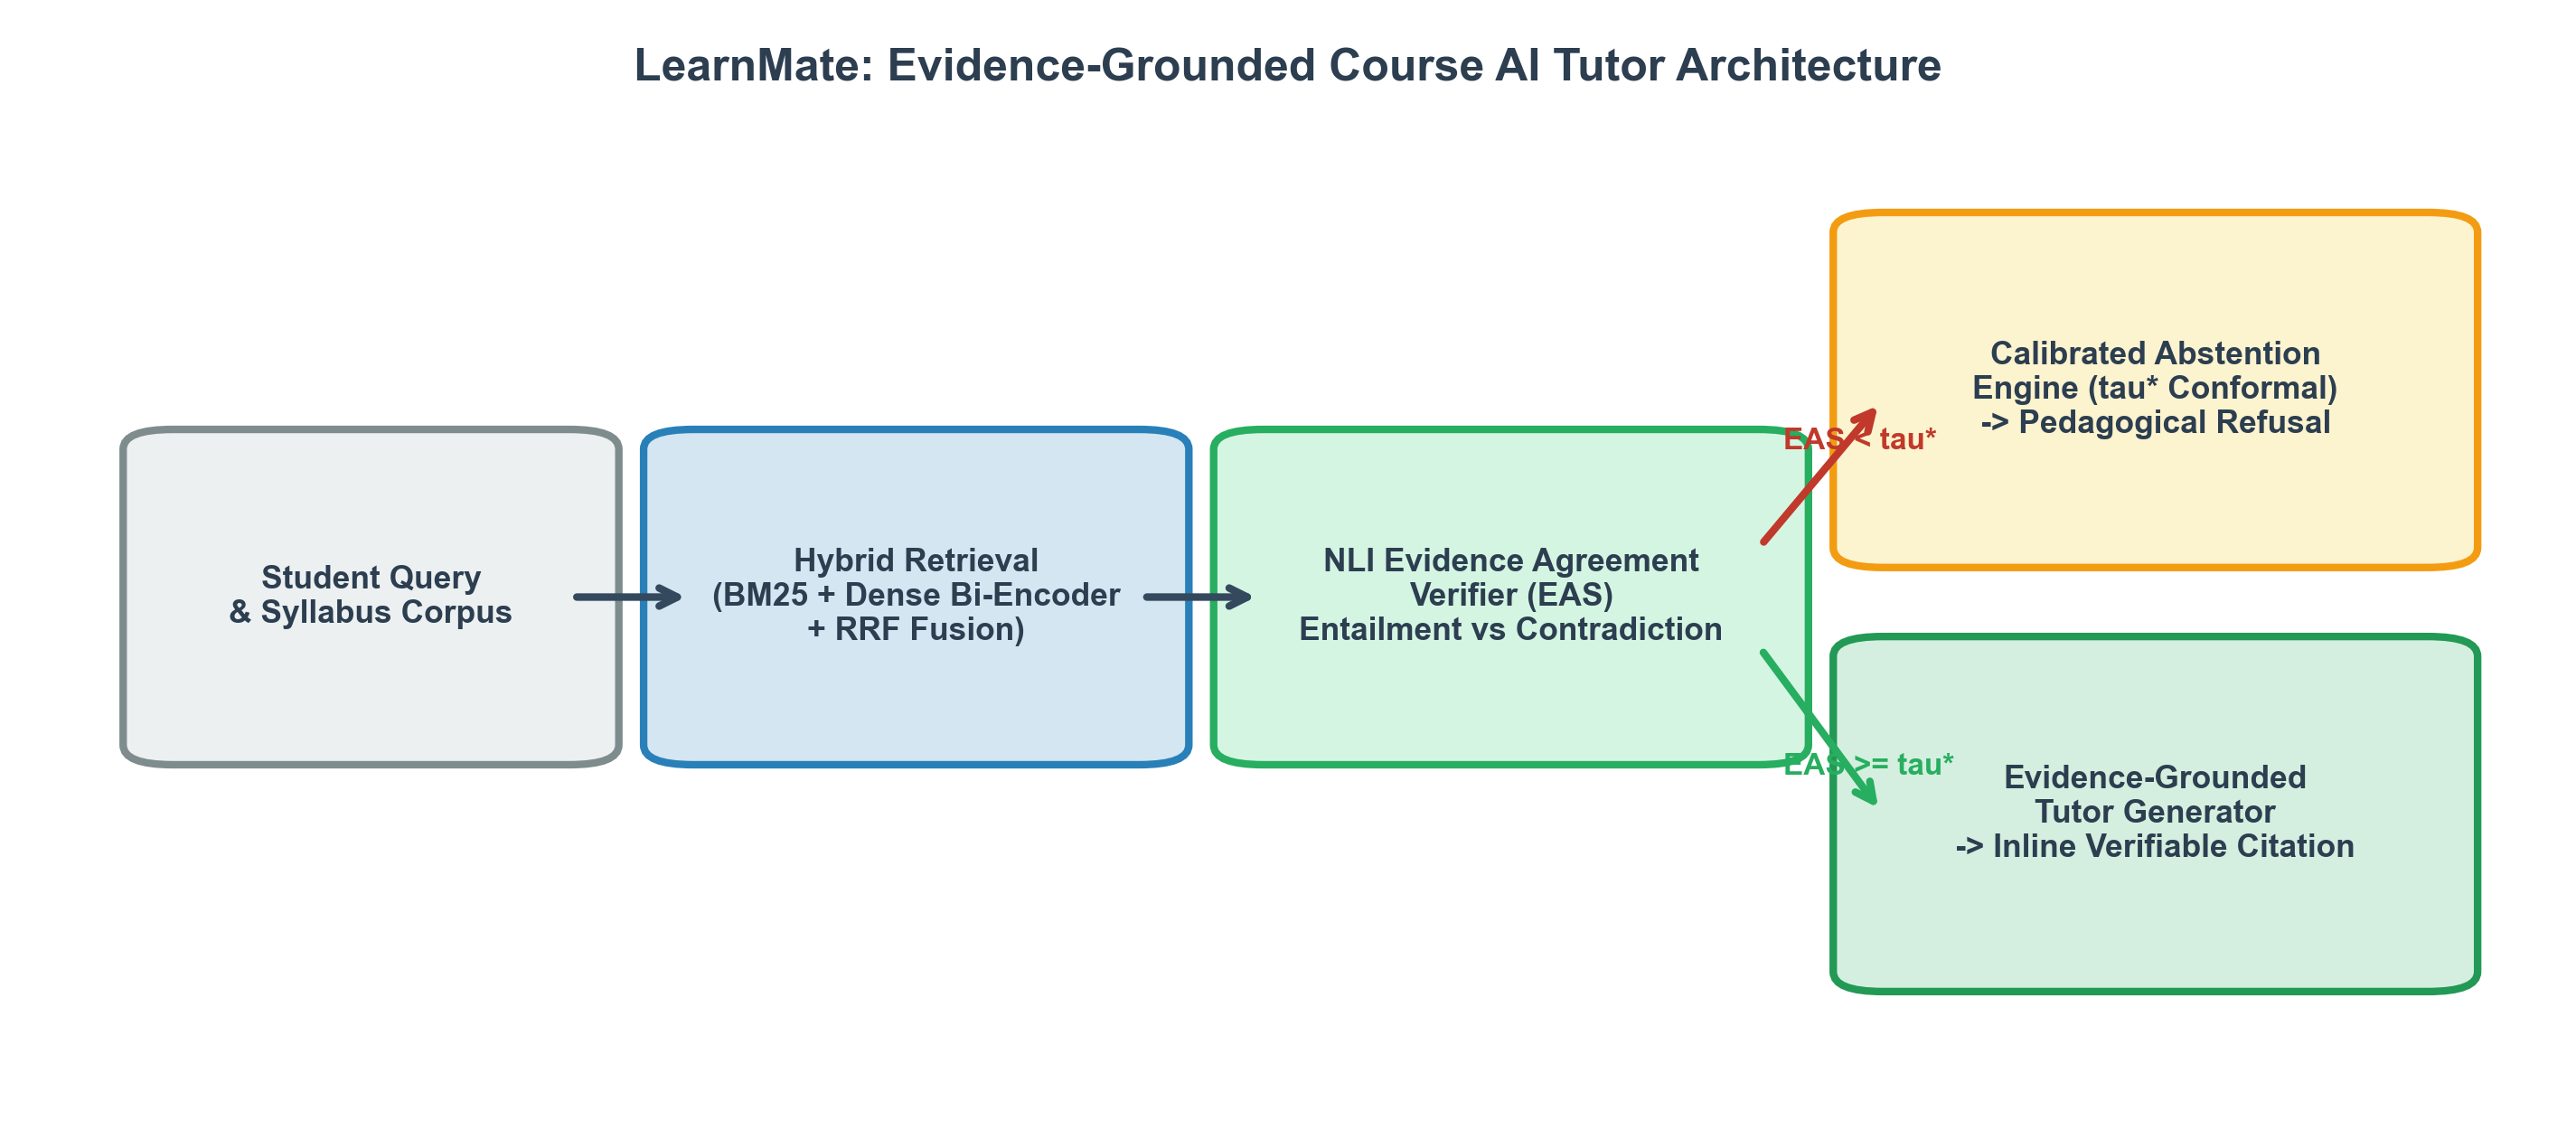 LearnMate: Evidence-Grounded Course AI Tutor Architecture
Student Query
& Syllabus Corpus
Hybrid Retrieval
(BM25 + Dense Bi-Encoder
+ RRF Fusion)
NLI Evidence Agreement
Verifier (EAS)
Entailment vs Contradiction
EAS < tau*
Calibrated Abstention
Engine (tau* Conformal)
-> Pedagogical Refusal
EAS >= tau*
Evidence-Grounded
Tutor Generator
-> Inline Verifiable Citation